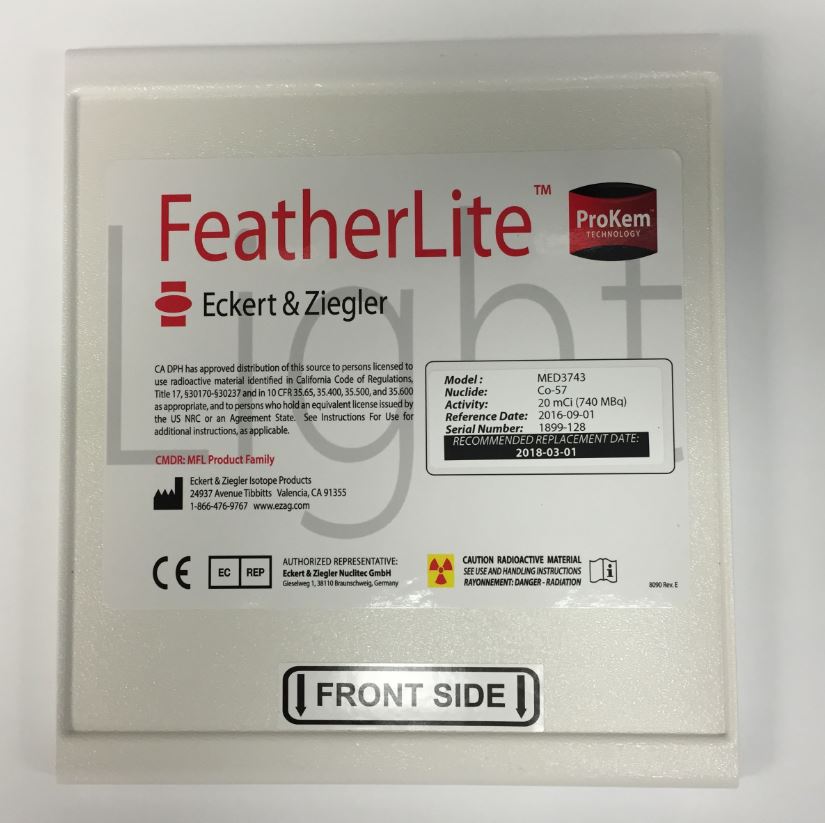 FeatherLite™
ProKem™
TECHNOLOGY
Light
Eckert & Ziegler
CA DPH has approved distribution of this source to persons licensed to
use radioactive material identified in California Code of Regulations,
Title 17, 530170-530237 and in 10 CFR 35.65, 35.400, 35.500, and 35.600
as appropriate, and to persons who hold an equivalent license issued by
the US NRC or an Agreement State. See Instructions For Use for
additional instructions, as applicable.
CMDR: MFL Product Family
Eckert & Ziegler Isotope Products
24937 Avenue Tibbitts Valencia, CA 91355
1-866-476-9767 www.ezag.com
Model: MED3743
Nuclide: Co-57
Activity: 20 mCi (740 MBq)
Reference Date: 2016-09-01
Serial Number: 1899-128
RECOMMENDED REPLACEMENT DATE:
2018-03-01
CE
EC REP
AUTHORIZED REPRESENTATIVE:
Eckert & Ziegler Nuclitec GmbH
Gieselweg 1, 38110 Braunschweig, Germany
CAUTION RADIOACTIVE MATERIAL
SEE USE AND HANDLING INSTRUCTIONS
RAYONNEMENT: DANGER - RADIATION
i
8090 Rev. E
FRONT SIDE